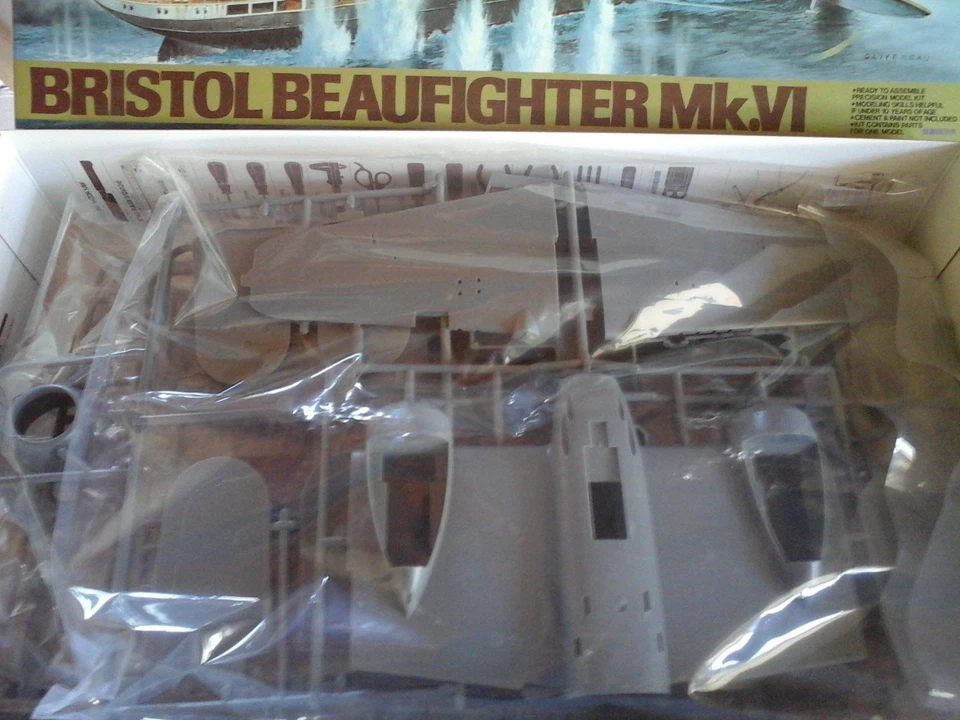 BRISTOL BEAUFIGHTER Mk.VI
•READY TO ASSEMBLE
PRECISION MODEL KIT
•MODELING SKILLS HELPFUL
IF UNDER 10 YEARS OF AGE
•CEMENT & PAINT NOT INCLUDED
•KIT CONTAINS PARTS
FOR ONE MODEL